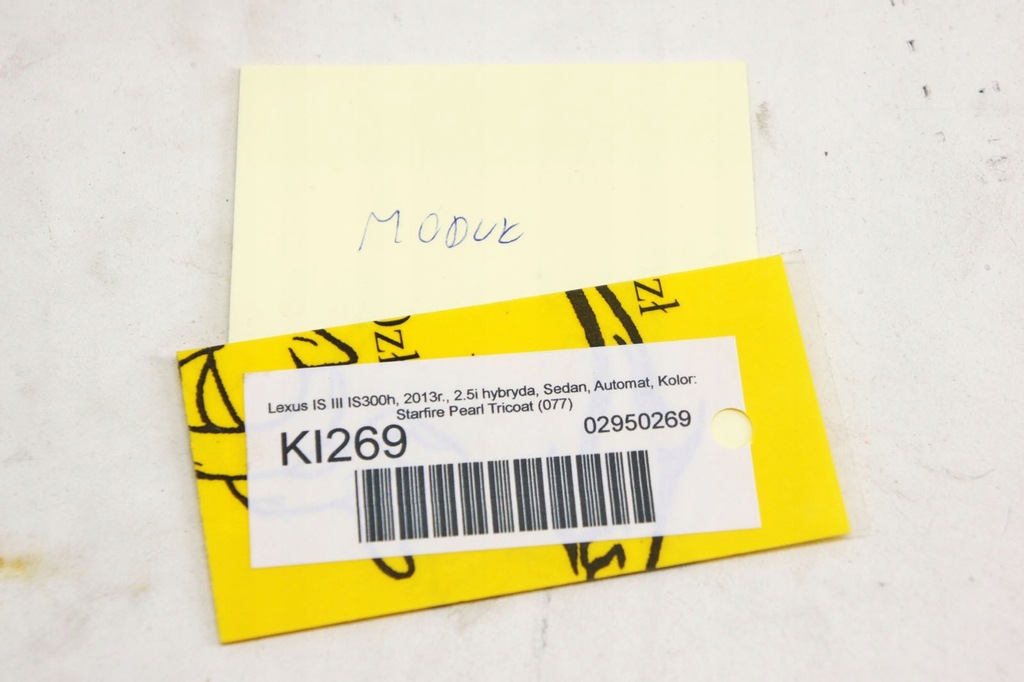 MODUŁ
Lexus IS III IS300h, 2013r., 2.5i hybryda, Sedan, Automat, Kolor:
Starfire Pearl Tricoat (077)
KI269
02950269